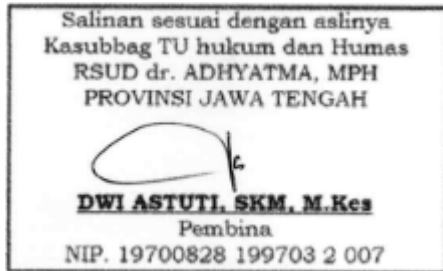 Salinan sesuai dengan aslinya
Kasubbag TU hukum dan Humas
RSUD dr. ADHYATMA, MPH
PROVINSI JAWA TENGAH
DWI ASTUTI, SKM, M.Kes
Pembina
NIP. 19700828 199703 2 007